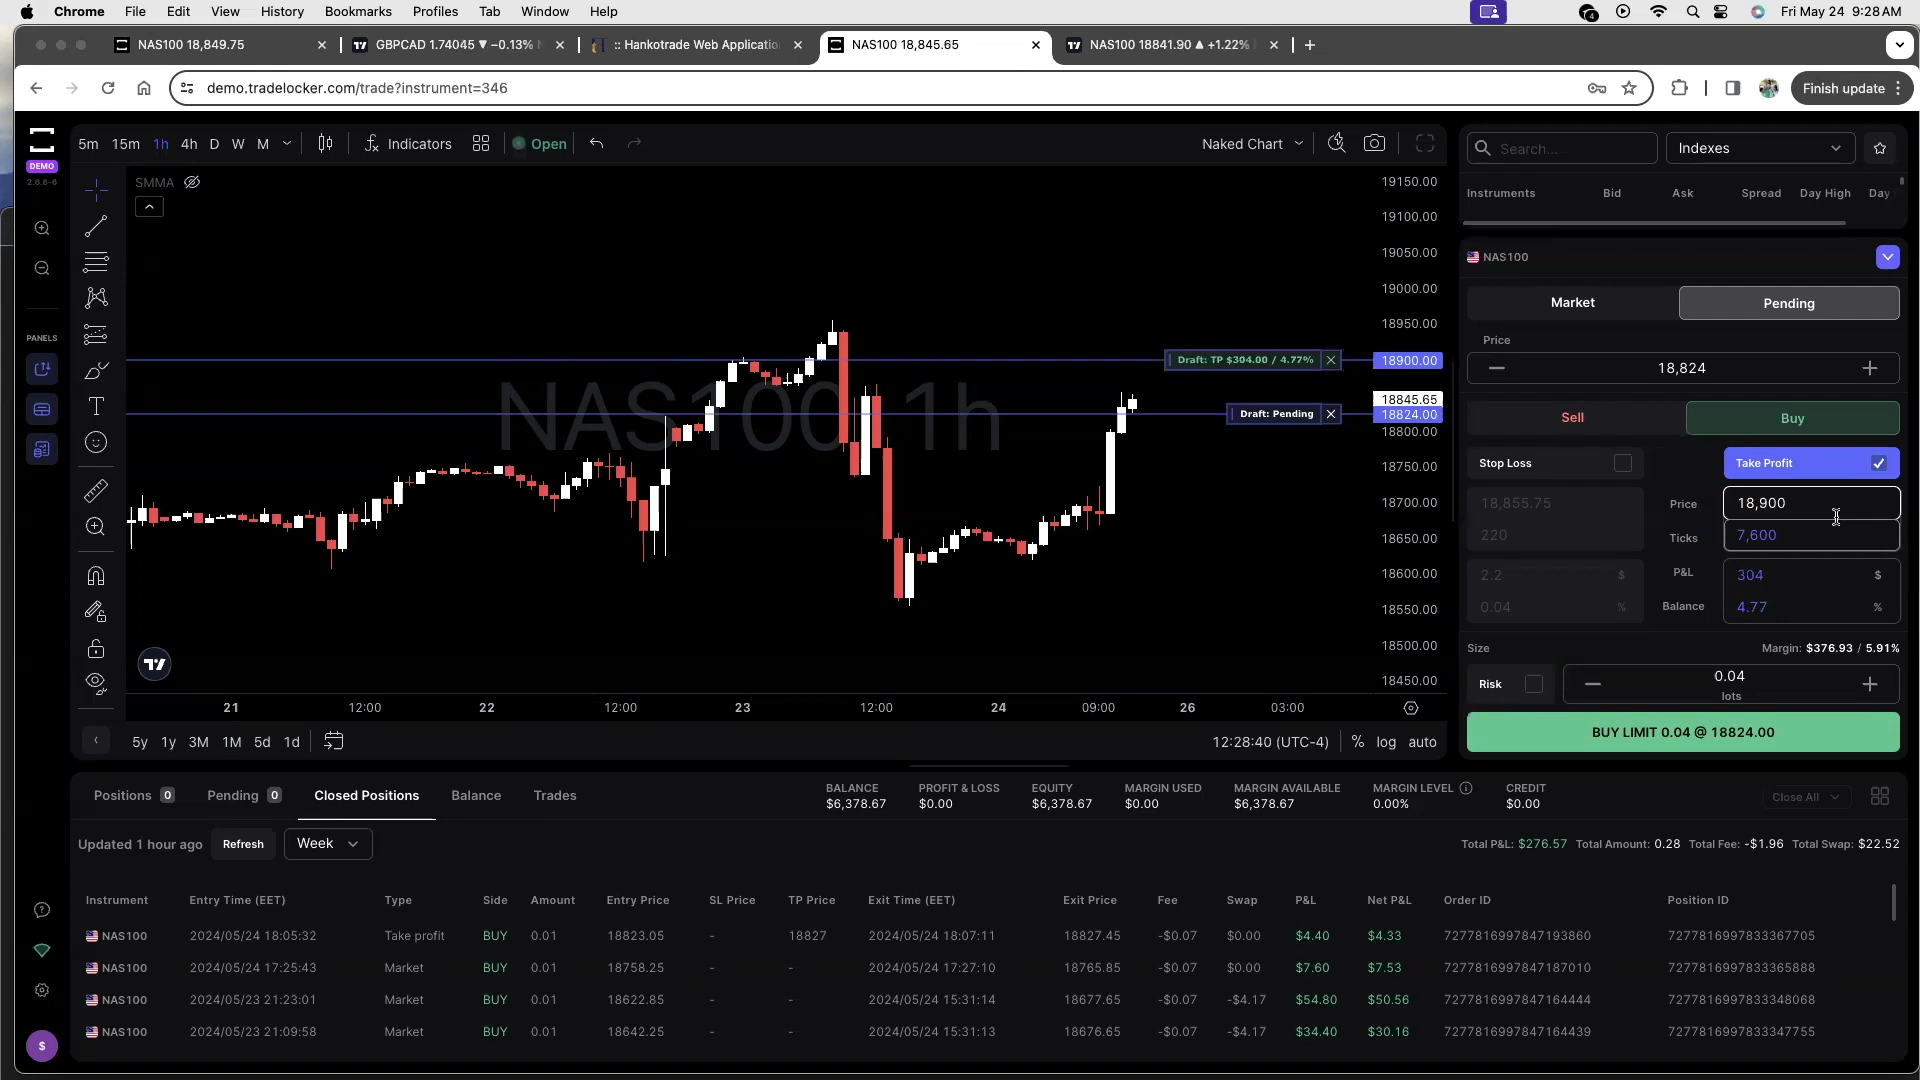 Chrome File Edit View History Bookmarks Profiles Tab Window Help 4 Fri May 24 9:28 AM
NAS100 18,849.75 GBPCAD 1.74045 ▼ −0.13% :: Hankotrade Web Applicatio NAS100 18,845.65 NAS100 18841.90 ▲ +1.22%
demo.tradelocker.com/trade?instrument=346 Finish update
DEMO
2.6.6-6
5m 15m 1h 4h D W M Indicators Open Naked Chart
SMMA
PANELS
NAS100 1h
Draft: TP $304.00 / 4.77%
Draft: Pending
19150.00
19100.00
19050.00
19000.00
18950.00
18900.00
18845.65
18824.00
18800.00
18750.00
18700.00
18650.00
18600.00
18550.00
18500.00
18450.00
21 12:00 22 12:00 23 12:00 24 09:00 26 03:00
5y 1y 3M 1M 5d 1d 12:28:40 (UTC-4) % log auto
Search... Indexes
Instruments Bid Ask Spread Day High Day
NAS100
Market Pending
Price
18,824
Sell Buy
Stop Loss Take Profit
18,855.75 Price 18,900
220 Ticks 7,600
2.2 $ P&L 304 $
0.04 % Balance 4.77 %
Size Margin: $376.93 / 5.91%
Risk 0.04
lots
BUY LIMIT 0.04 @ 18824.00
Positions 0 Pending 0 Closed Positions Balance Trades
BALANCE PROFIT & LOSS EQUITY MARGIN USED MARGIN AVAILABLE MARGIN LEVEL CREDIT
$6,378.67 $0.00 $6,378.67 $0.00 $6,378.67 0.00% $0.00
Close All
Updated 1 hour ago Refresh Week Total P&L: $276.57 Total Amount: 0.28 Total Fee: -$1.96 Total Swap: $22.52
Instrument Entry Time (EET) Type Side Amount Entry Price SL Price TP Price Exit Time (EET) Exit Price Fee Swap P&L Net P&L Order ID Position ID
NAS100 2024/05/24 18:05:32 Take profit BUY 0.01 18823.05 - 18827 2024/05/24 18:07:11 18827.45 -$0.07 $0.00 $4.40 $4.33 7277816997847193860 7277816997833367705
NAS100 2024/05/24 17:25:43 Market BUY 0.01 18758.25 - - 2024/05/24 17:27:10 18765.85 -$0.07 $0.00 $7.60 $7.53 7277816997847187010 7277816997833365888
NAS100 2024/05/23 21:23:01 Market BUY 0.01 18622.85 - - 2024/05/24 15:31:14 18677.65 -$0.07 -$4.17 $54.80 $50.56 7277816997847164444 7277816997833348068
NAS100 2024/05/23 21:09:58 Market BUY 0.01 18642.25 - - 2024/05/24 15:31:13 18676.65 -$0.07 -$4.17 $34.40 $30.16 7277816997847164439 7277816997833347755
$